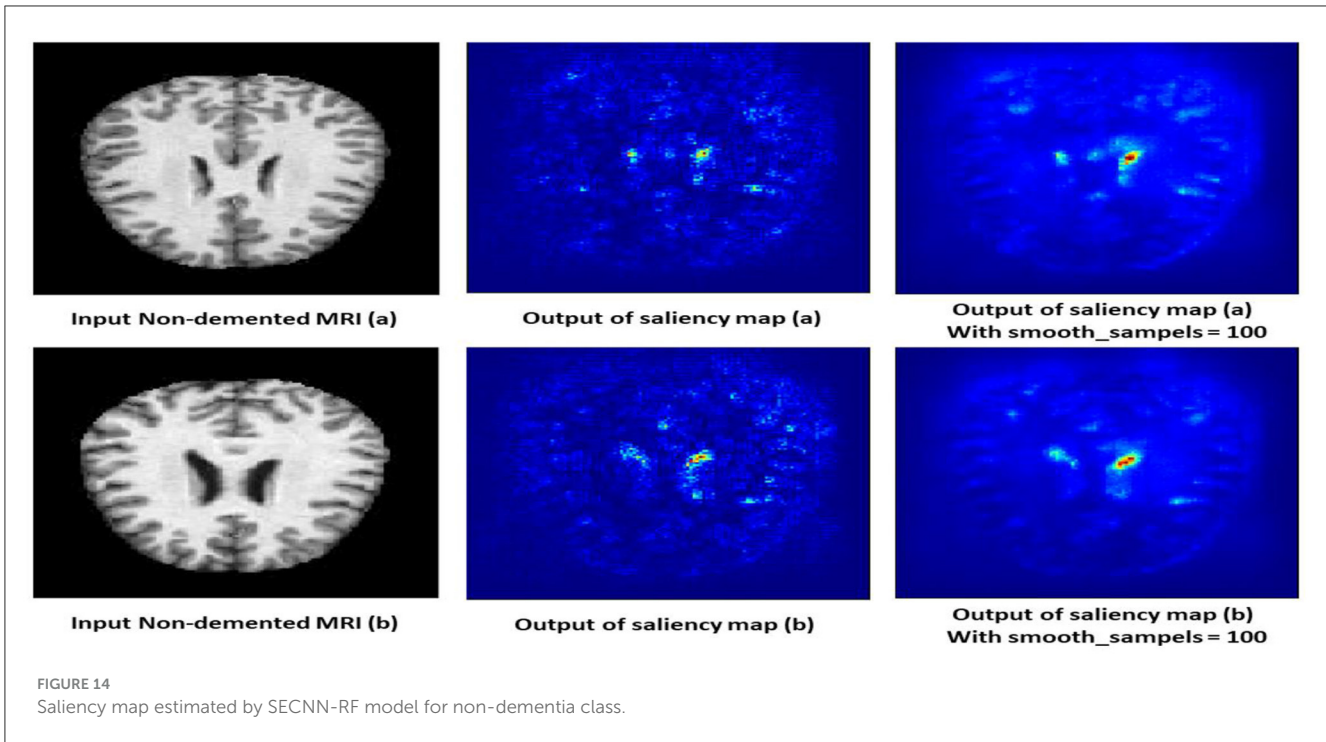 Input Non-demented MRI (a)
Output of saliency map (a)
Output of saliency map (a)
With smooth_sampels = 100
Input Non-demented MRI (b)
Output of saliency map (b)
Output of saliency map (b)
With smooth_sampels = 100
FIGURE 14
Saliency map estimated by SECNN-RF model for non-dementia class.